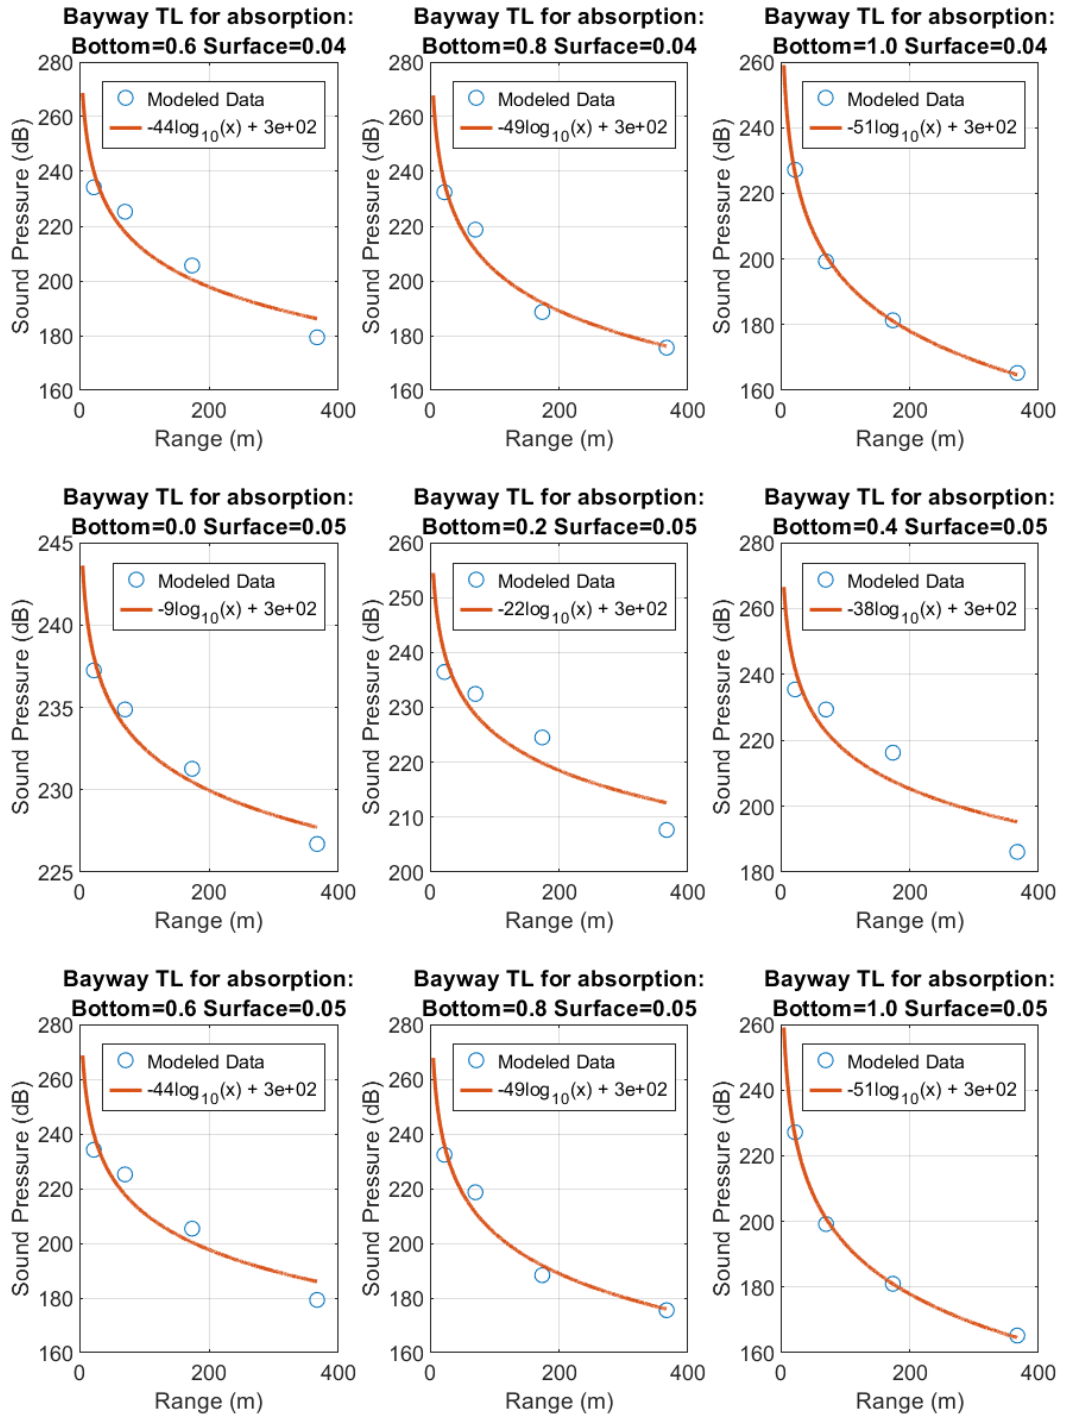 Bayway TL for absorption:
Bottom=0.6 Surface=0.04
280
260
240
220
200
180
160
Sound Pressure (dB)
Modeled Data
-44log10(x) + 3e+02
0
200
400
Range (m)
Bayway TL for absorption:
Bottom=0.8 Surface=0.04
280
260
240
220
200
180
160
Sound Pressure (dB)
Modeled Data
-49log10(x) + 3e+02
0
200
400
Range (m)
Bayway TL for absorption:
Bottom=1.0 Surface=0.04
260
240
220
200
180
160
Sound Pressure (dB)
Modeled Data
-51log10(x) + 3e+02
0
200
400
Range (m)
Bayway TL for absorption:
Bottom=0.0 Surface=0.05
245
240
235
230
225
Sound Pressure (dB)
Modeled Data
-9log10(x) + 3e+02
0
200
400
Range (m)
Bayway TL for absorption:
Bottom=0.2 Surface=0.05
260
250
240
230
220
210
200
Sound Pressure (dB)
Modeled Data
-22log10(x) + 3e+02
0
200
400
Range (m)
Bayway TL for absorption:
Bottom=0.4 Surface=0.05
280
260
240
220
200
180
Sound Pressure (dB)
Modeled Data
-38log10(x) + 3e+02
0
200
400
Range (m)
Bayway TL for absorption:
Bottom=0.6 Surface=0.05
280
260
240
220
200
180
160
Sound Pressure (dB)
Modeled Data
-44log10(x) + 3e+02
0
200
400
Range (m)
Bayway TL for absorption:
Bottom=0.8 Surface=0.05
280
260
240
220
200
180
160
Sound Pressure (dB)
Modeled Data
-49log10(x) + 3e+02
0
200
400
Range (m)
Bayway TL for absorption:
Bottom=1.0 Surface=0.05
260
240
220
200
180
160
Sound Pressure (dB)
Modeled Data
-51log10(x) + 3e+02
0
200
400
Range (m)